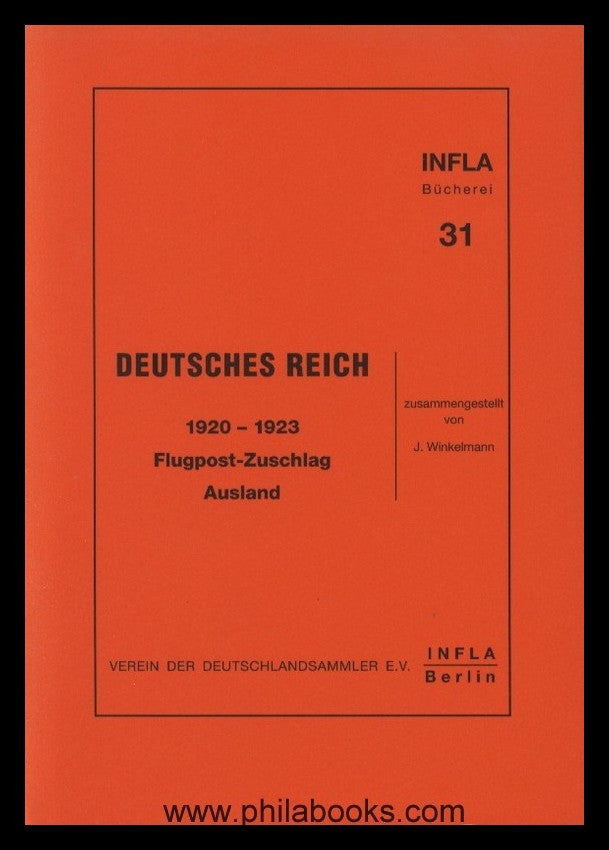 INFLA
Bücherei
31
DEUTSCHES REICH
1920 – 1923
Flugpost-Zuschlag
Ausland
zusammengestellt
von
J. Winkelmann
VEREIN DER DEUTSCHLANDSAMMLER E.V.
INFLA
Berlin
www.philabooks.com